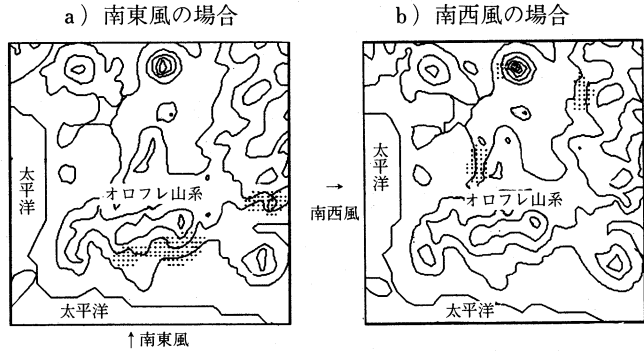 a) 南東風の場合
b) 南西風の場合
太平洋
オロフレ山系
太平洋
↑南東風
→
南西風
太平洋
オロフレ山系
太平洋